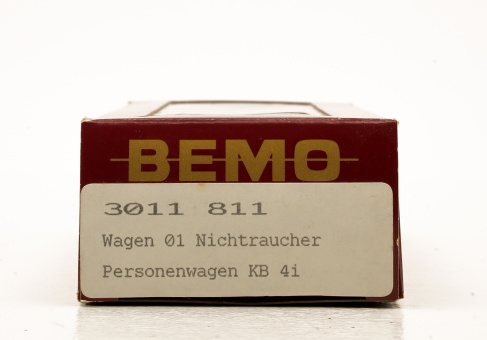 BEMO
3011 811
Wagen 01 Nichtraucher
Personenwagen KB 4i